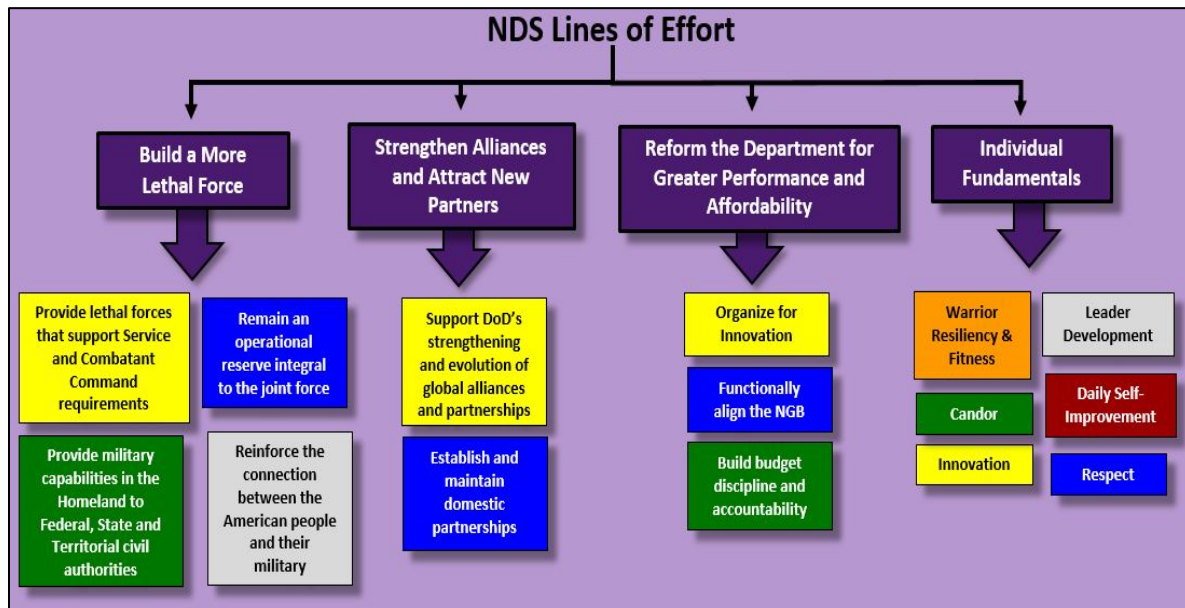 NDS Lines of Effort
Build a More
Lethal Force
Strengthen Alliances
and Attract New
Partners
Reform the Department for
Greater Performance and
Affordability
Individual
Fundamentals
Provide lethal forces
that support Service
and Combatant
Command
requirements
Remain an
operational
reserve integral
to the joint force
Provide military
capabilities in the
Homeland to
Federal, State and
Territorial civil
authorities
Reinforce the
connection
between the
American people
and their
military
Support DoD’s
strengthening
and evolution of
global alliances
and partnerships
Establish and
maintain
domestic
partnerships
Organize for
Innovation
Functionally
align the NGB
Build budget
discipline and
accountability
Warrior
Resiliency &
Fitness
Leader
Development
Candor
Daily Self-
Improvement
Innovation
Respect